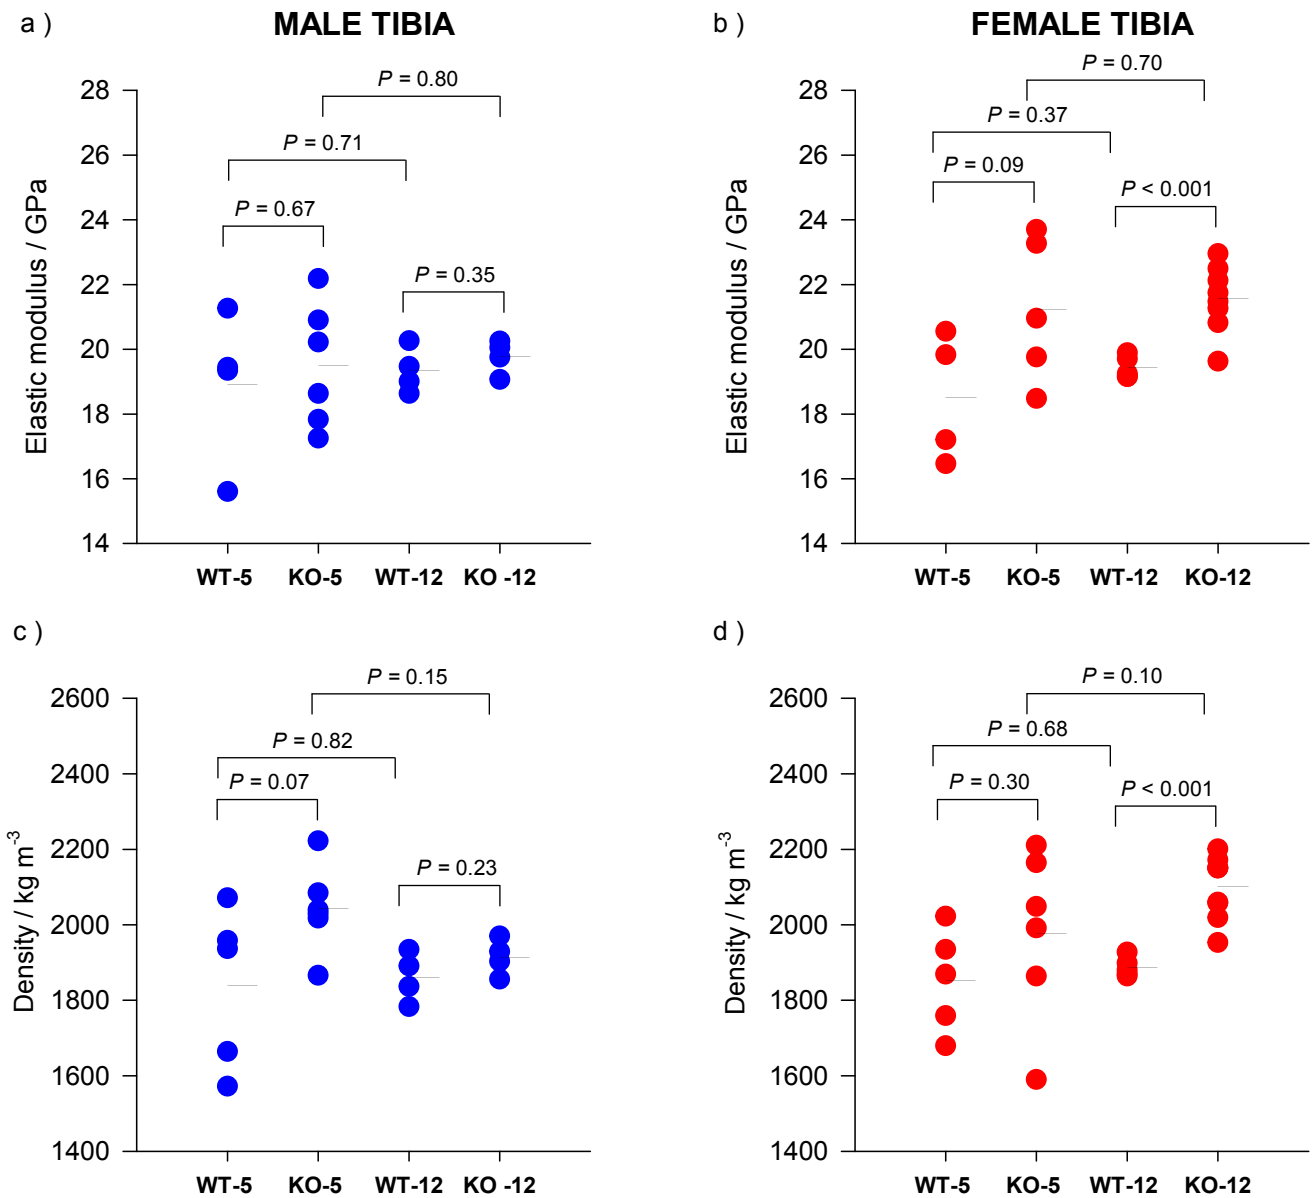 a )
MALE TIBIA
P = 0.80
P = 0.71
P = 0.67
P = 0.35
Elastic modulus / GPa
28
26
24
22
20
18
16
14
WT-5 KO-5 WT-12 KO -12
b )
FEMALE TIBIA
P = 0.70
P = 0.37
P = 0.09
P < 0.001
Elastic modulus / GPa
28
26
24
22
20
18
16
14
WT-5 KO-5 WT-12 KO-12
c )
P = 0.15
P = 0.82
P = 0.07
P = 0.23
Density / kg m-3
2600
2400
2200
2000
1800
1600
1400
WT-5 KO-5 WT-12 KO -12
d )
P = 0.10
P = 0.68
P = 0.30
P < 0.001
Density / kg m-3
2600
2400
2200
2000
1800
1600
1400
WT-5 KO-5 WT-12 KO-12